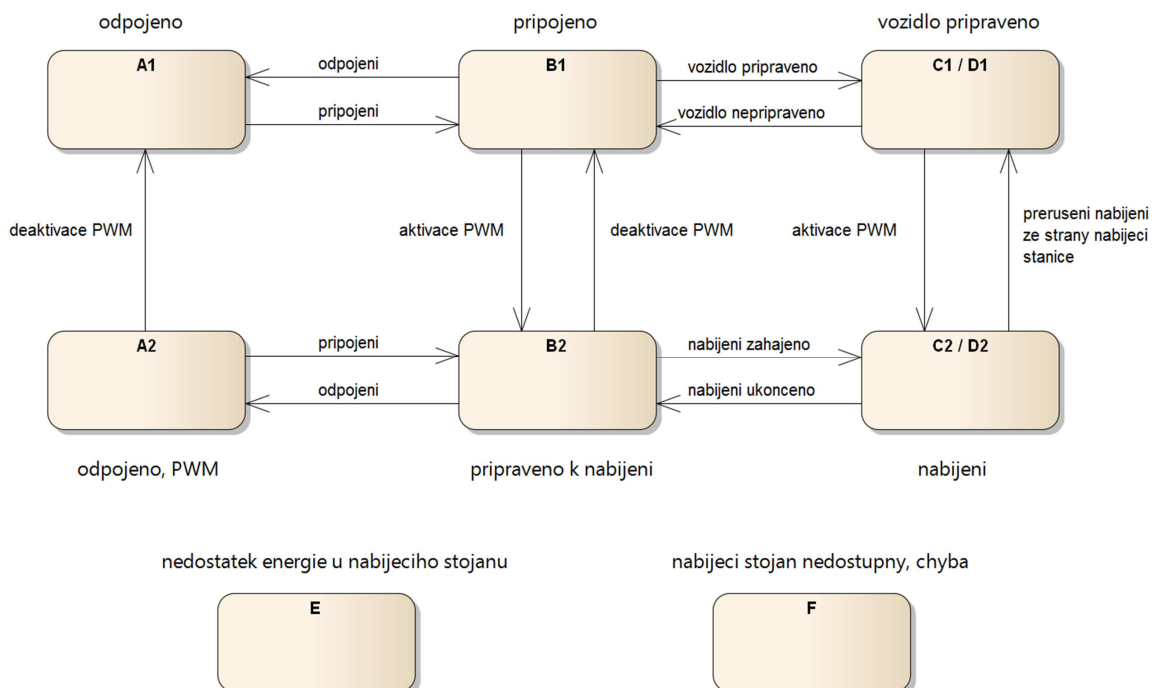 odpojeno
pripojeno
vozidlo pripraveno
A1
odpojeni
B1
vozidlo pripraveno
C1 / D1
pripojeni
vozidlo nepripraveno
deaktivace PWM
aktivace PWM
deaktivace PWM
aktivace PWM
preruseni nabijeni
ze strany nabijeci
stanice
A2
pripojeni
B2
nabijeni zahajeno
C2 / D2
odpojeni
nabijeni ukonceno
odpojeno, PWM
pripraveno k nabijeni
nabijeni
nedostatek energie u nabijeciho stojanu
nabijeci stojan nedostupny, chyba
E
F